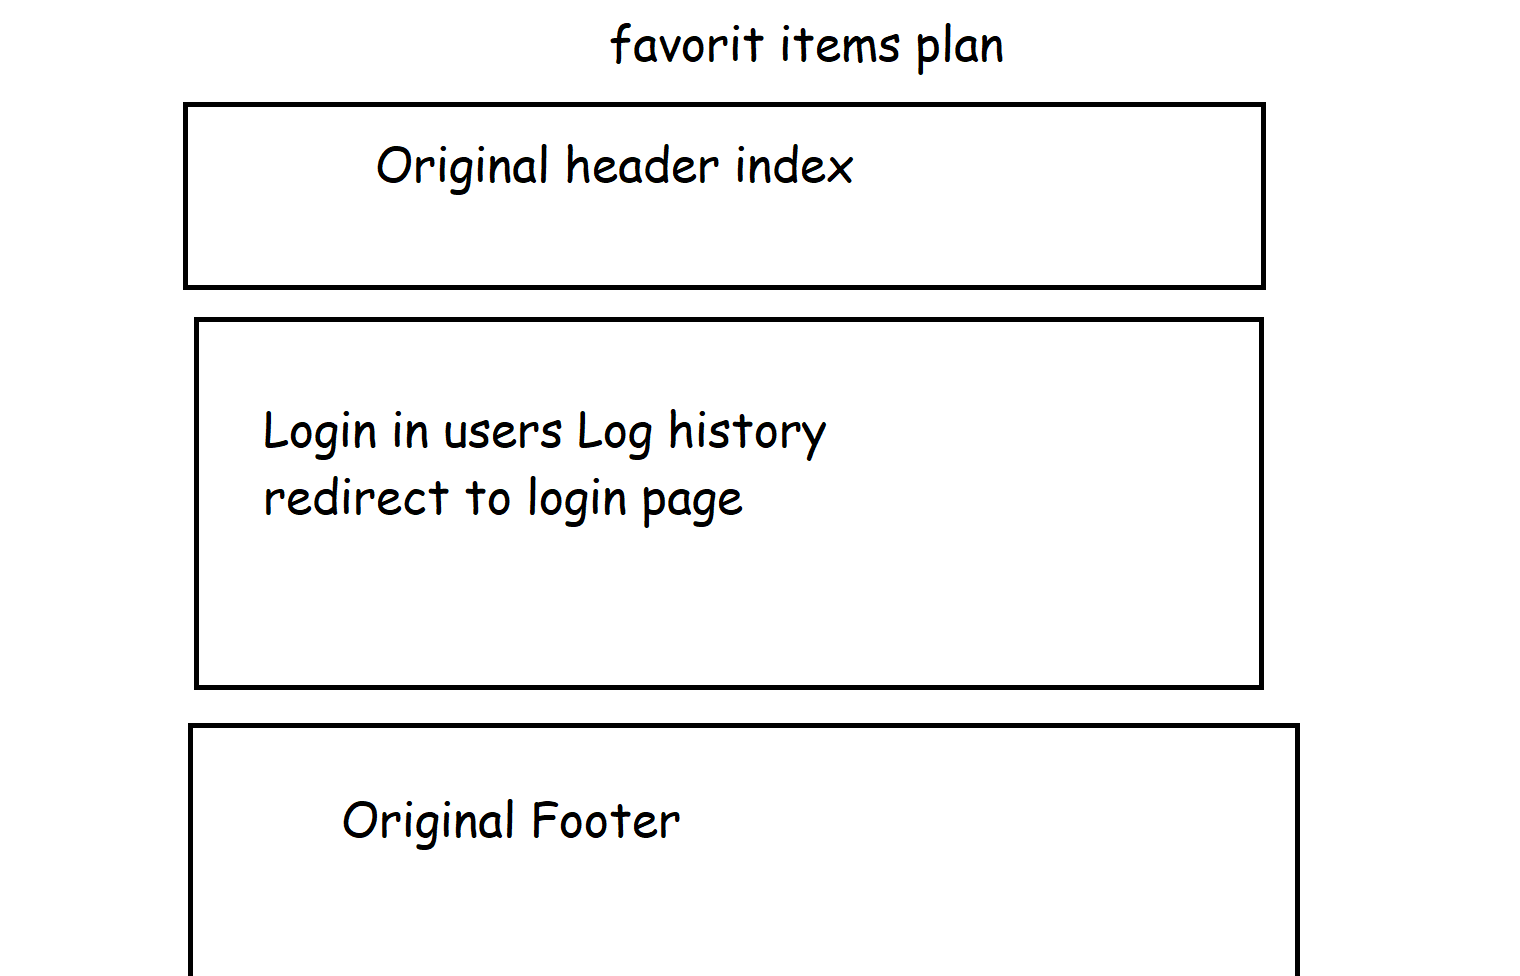 favorit items plan
Original header index
Login in users Log history
redirect to login page
Original Footer